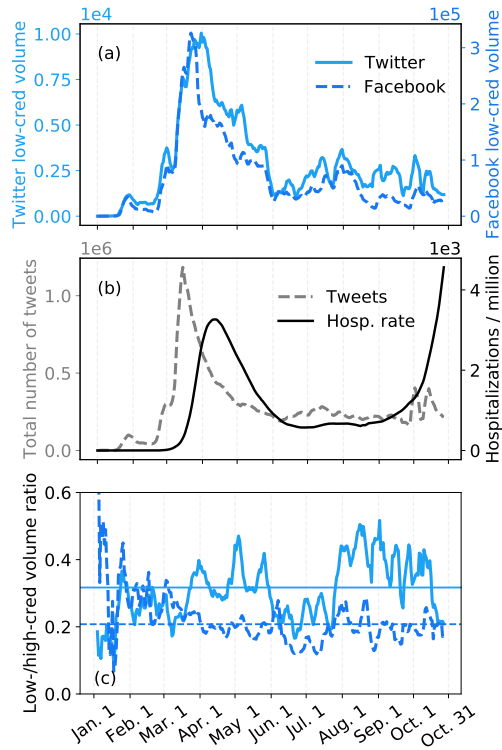 1e4
1e5
(a)
Twitter
Facebook
Twitter low-cred volume
1.00
0.75
0.50
0.25
0.00
3
2
1
0
Facebook low-cred volume
1e6
1e3
(b)
Tweets
Hosp. rate
Total number of tweets
1.0
0.5
0.0
4
2
0
Hospitalizations / million
Low-/high-cred volume ratio
0.6
0.4
0.2
0.0
(c)
Jan. 1
Feb. 1
Mar. 1
Apr. 1
May 1
Jun. 1
Jul. 1
Aug. 1
Sep. 1
Oct. 1
Oct. 31